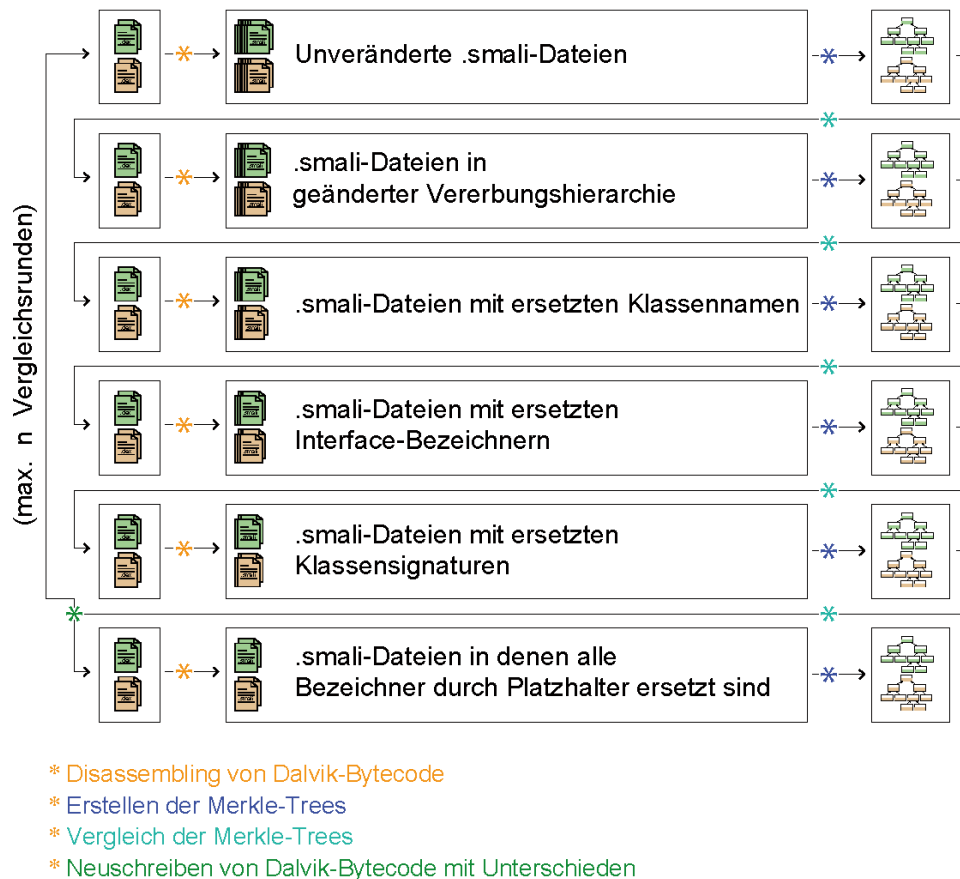 Unveränderte .smali-Dateien
.smali-Dateien in
geänderter Vererbungshierarchie
.smali-Dateien mit ersetzten Klassennamen
.smali-Dateien mit ersetzten
Interface-Bezeichnern
.smali-Dateien mit ersetzten
Klassensignaturen
.smali-Dateien in denen alle
Bezeichner durch Platzhalter ersetzt sind
(max. n Vergleichsrunden)
* Disassembling von Dalvik-Bytecode
* Erstellen der Merkle-Trees
* Vergleich der Merkle-Trees
* Neuschreiben von Dalvik-Bytecode mit Unterschieden